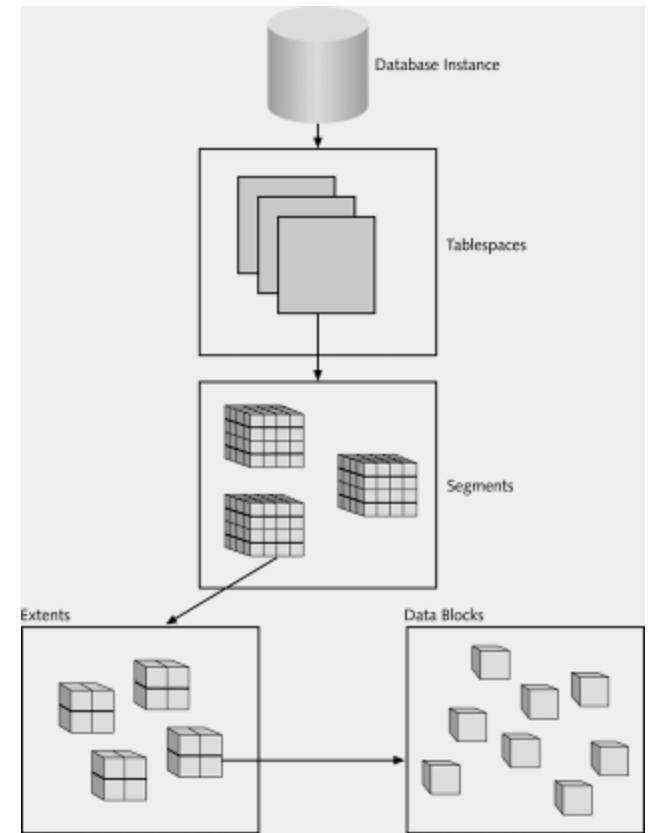 Database Instance
Tablespaces
Segments
Extents
Data Blocks